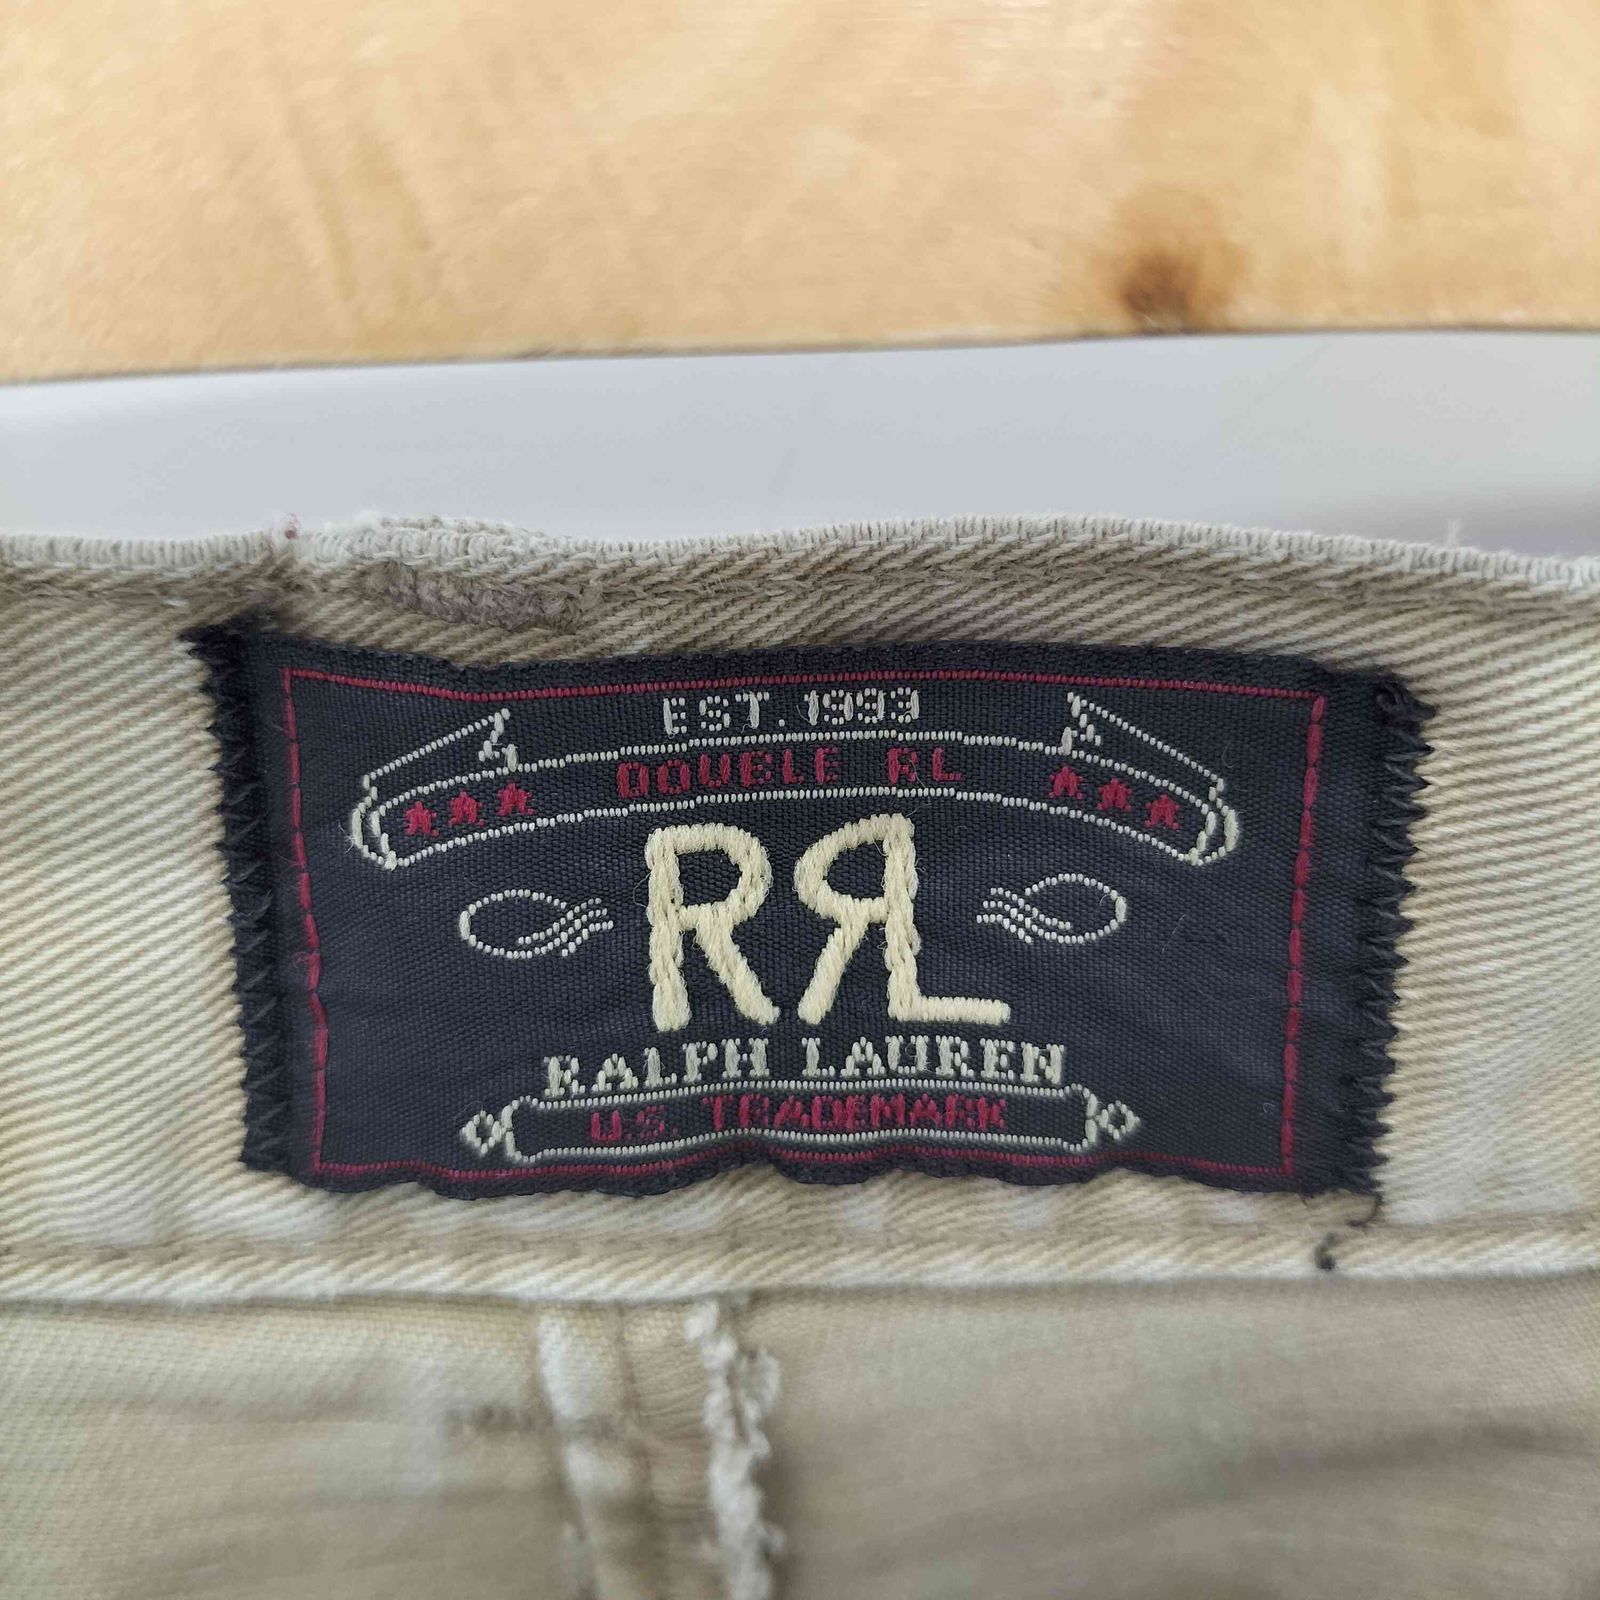 EST. 1993
DOUBLE RL
RRL
RALPH LAUREN
U.S. TRADEMARK